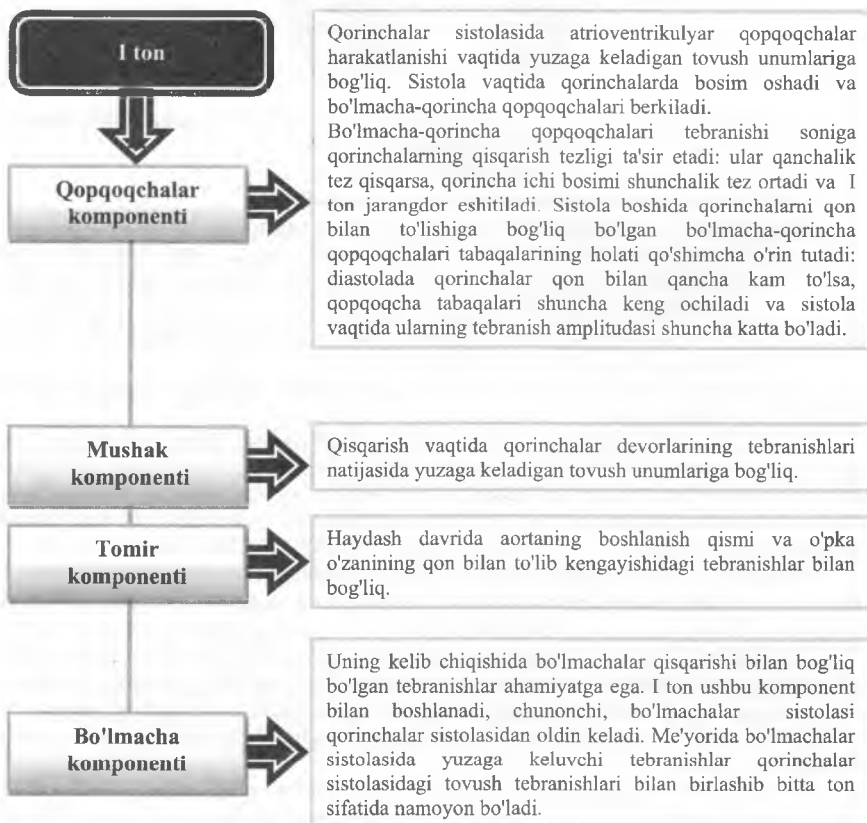 I ton
Qorinchalar sistolasida atrioventrikulyar qopqoqchalar
harakatlanishi vaqtida yuzaga keladigan tovush unumlariga
bog'liq. Sistola vaqtida qorinchalarda bosim oshadi va
bo'lmacha-qorincha qopqoqchalari berkiladi.
Bo'lmacha-qorincha qopqoqchalari tebranishi soniga
qorinchalarning qisqarish tezligi ta'sir etadi: ular qanchalik
tez qisqarsa, qorincha ichi bosimi shunchalik tez ortadi va I
ton jarangdor eshitiladi. Sistola boshida qorinchalarni qon
bilan to'lishiga bog'liq bo'lgan bo'lmacha-qorincha
qopqoqchalari tabaqalarining holati qo'shimcha o'rin tutadi:
diastolada qorinchalar qon bilan qancha kam to'lsa,
qopqoqcha tabaqalari shuncha keng ochiladi va sistola
vaqtida ularning tebranish amplitudasi shuncha katta bo'ladi.
Qopqoqchalar
komponenti
Mushak
komponenti
Qisqarish vaqtida qorinchalar devorlarining tebranishlari
natijasida yuzaga keladigan tovush unumlariga bog'liq.
Tomir
komponenti
Haydash davrida aortaning boshlanish qismi va o'pka
o'zanining qon bilan to'lib kengayishidagi tebranishlar bilan
bog'liq.
Bo'lmacha
komponenti
Uning kelib chiqishida bo'lmachalar qisqarishi bilan bog'liq
bo'lgan tebranishlar ahamiyatga ega. I ton ushbu komponent
bilan boshlanadi, chunonchi, bo'lmachalar sistolasi
qorinchalar sistolasidan oldin keladi. Me'yorida bo'lmachalar
sistolasida yuzaga keluvchi tebranishlar qorinchalar
sistolasidagi tovush tebranishlari bilan birlashib bitta ton
sifatida namoyon bo'ladi.